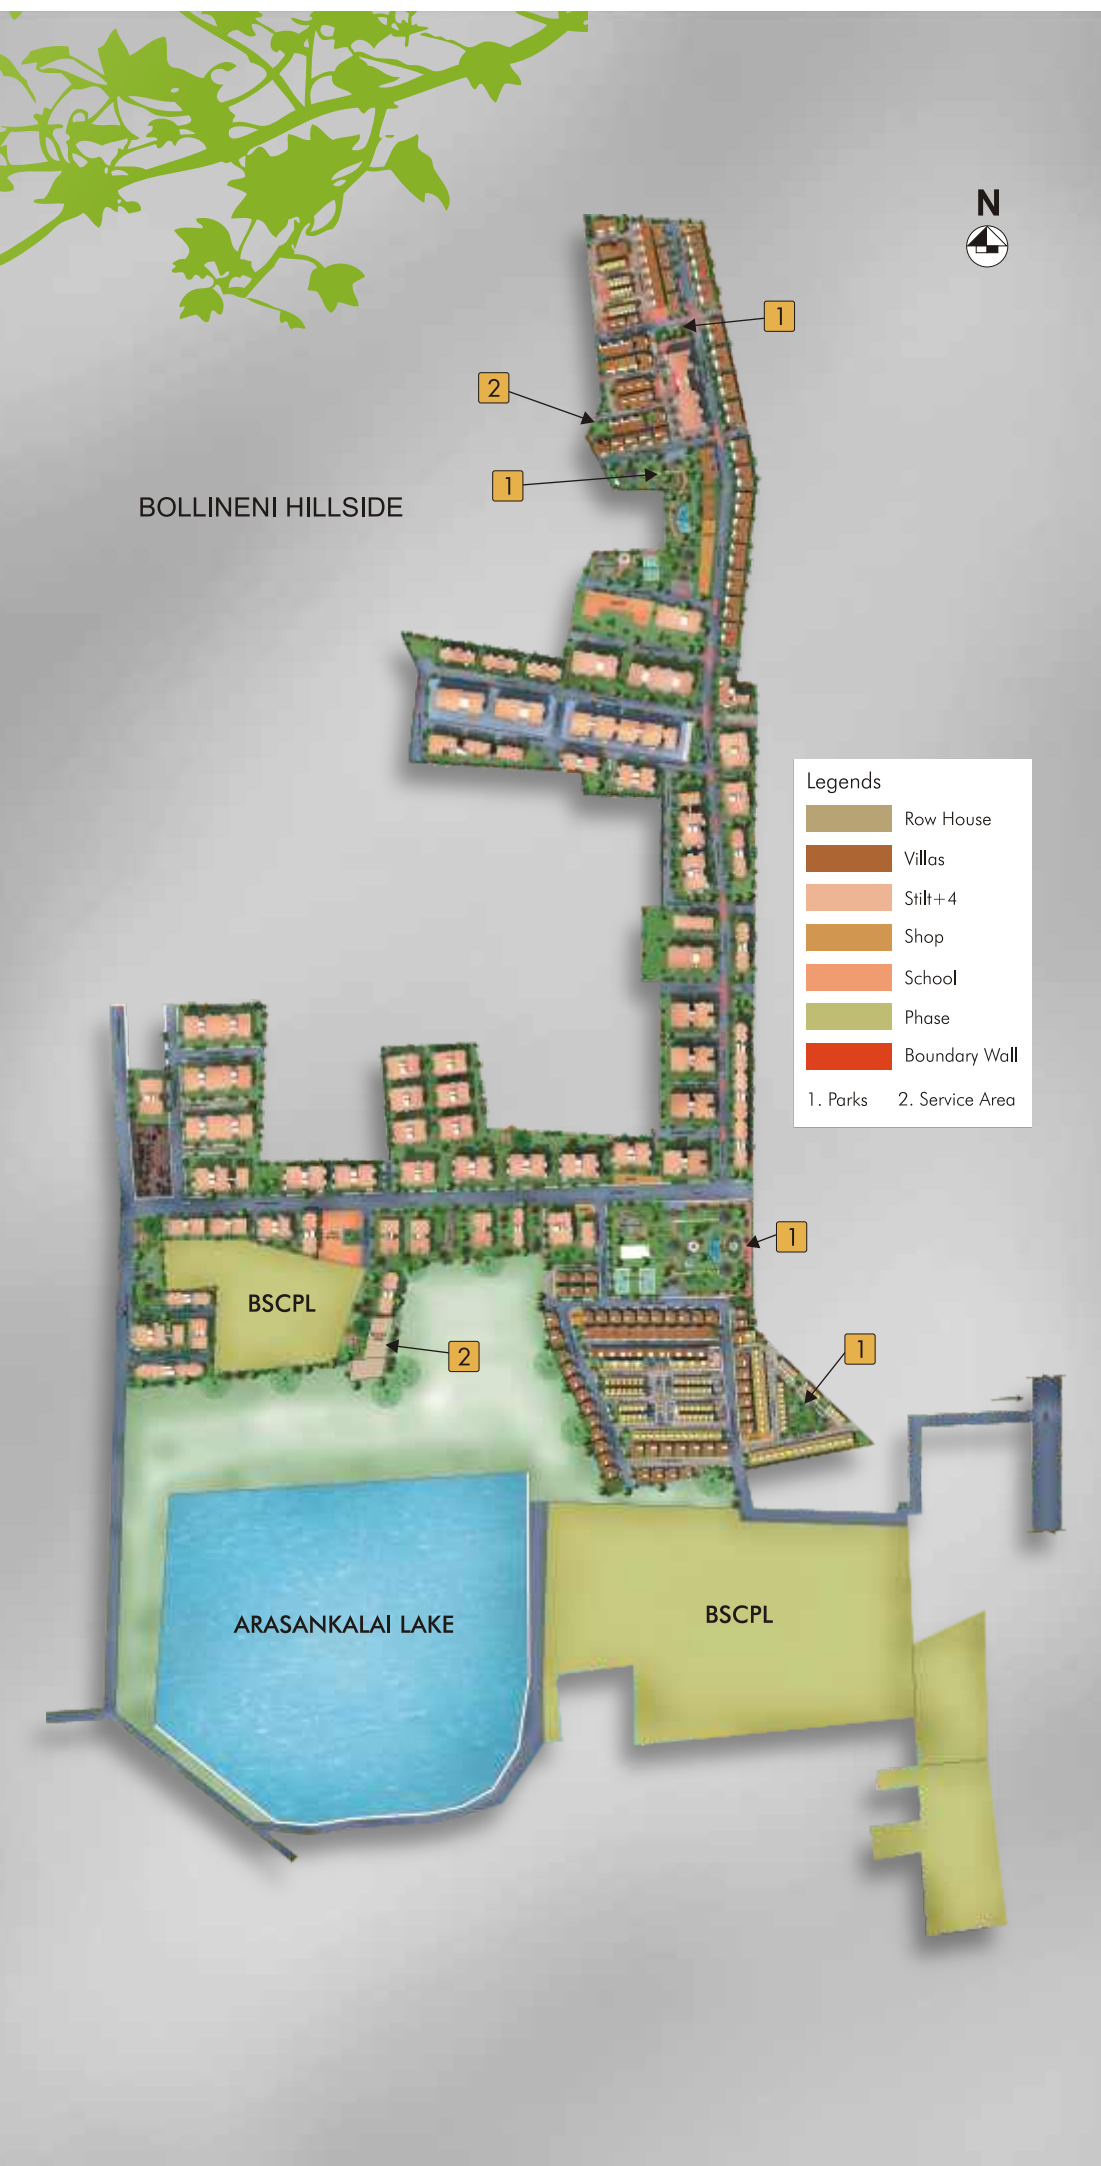 N
1
2
1
BOLLINENI HILLSIDE
Legends
Row House
Villas
Stilt+4
Shop
School
Phase
Boundary Wall
1. Parks 2. Service Area
1
BSCPL
2
1
ARASANKALAI LAKE
BSCPL